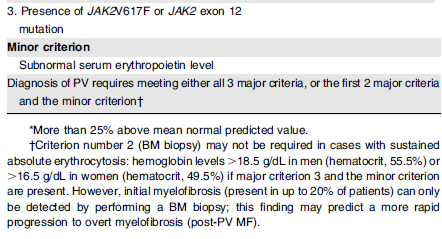 3. Presence of JAK2V617F or JAK2 exon 12
mutation
Minor criterion
Subnormal serum erythropoietin level
Diagnosis of PV requires meeting either all 3 major criteria, or the first 2 major criteria
and the minor criterion†
*More than 25% above mean normal predicted value.
†Criterion number 2 (BM biopsy) may not be required in cases with sustained
absolute erythrocytosis: hemoglobin levels >18.5 g/dL in men (hematocrit, 55.5%) or
>16.5 g/dL in women (hematocrit, 49.5%) if major criterion 3 and the minor criterion
are present. However, initial myelofibrosis (present in up to 20% of patients) can only
be detected by performing a BM biopsy; this finding may predict a more rapid
progression to overt myelofibrosis (post-PV MF).